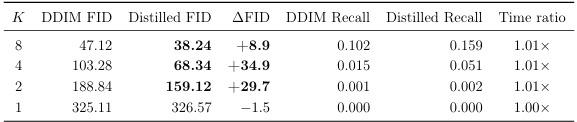 K DDIM FID Distilled FID ΔFID DDIM Recall Distilled Recall Time ratio
8 47.12 38.24 +8.9 0.102 0.159 1.01×
4 103.28 68.34 +34.9 0.015 0.051 1.01×
2 188.84 159.12 +29.7 0.001 0.002 1.01×
1 325.11 326.57 −1.5 0.000 0.000 1.00×